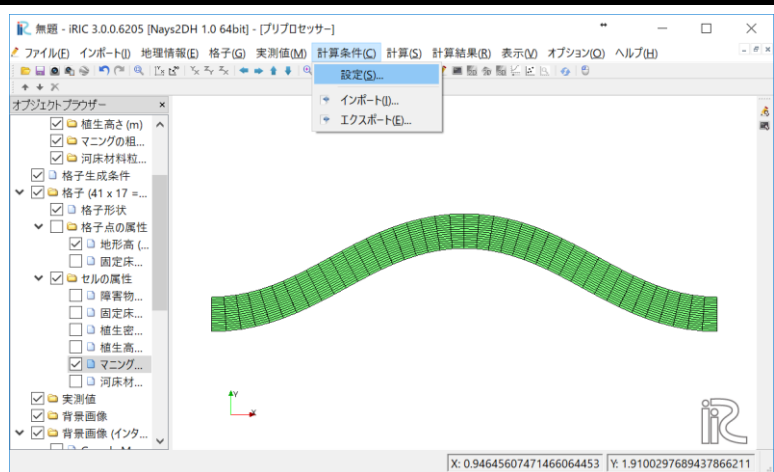 無題 - iRIC 3.0.0.6205 [Nays2DH 1.0 64bit] - [プリプロセッサー]
ファイル(F) インポート(I) 地理情報(E) 格子(G) 実測値(M) 計算条件(C) 計算(S) 計算結果(R) 表示(V) オプション(O) ヘルプ(H)
設定(S)...
インポート(I)...
エクスポート(E)...
オブジェクトブラウザー
植生高さ(m)
マニングの粗...
河床材料粒...
格子生成条件
格子 (41 x 17 =...
格子形状
格子点の属性
地形高 (...
固定床...
セルの属性
障害物...
固定床...
植生密...
植生高...
マニング...
河床材...
実測値
背景画像
背景画像 (インタ...
Y
X
iRIC
X: 0.94645607471466064453 Y: 1.9100297689437866211